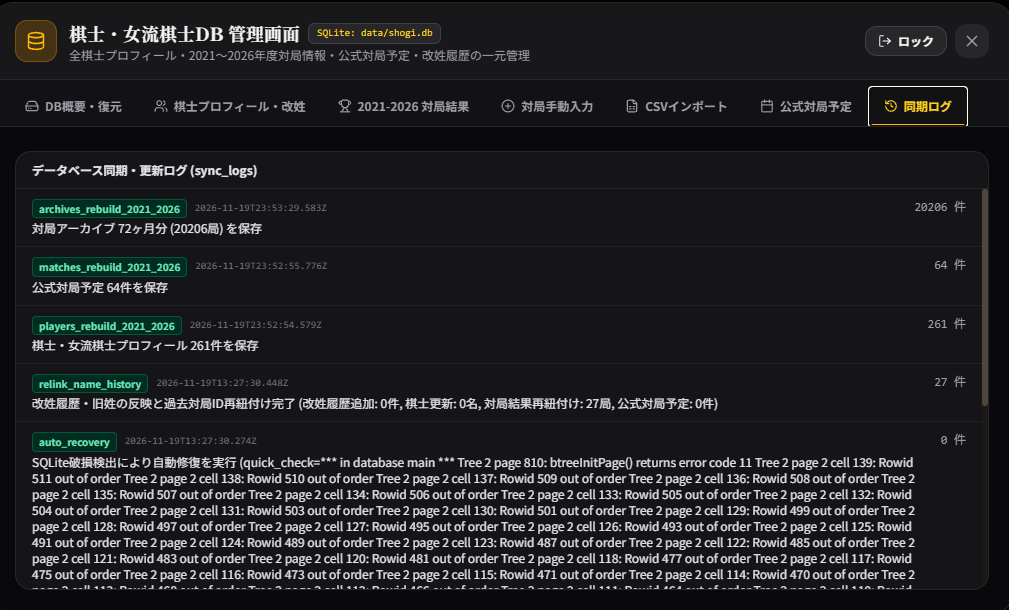 棋士・女流棋士DB 管理画面 SQLite: data/shogi.db
全棋士プロフィール・2021〜2026年度対局情報・公式対局予定・改姓履歴の一元管理
ロック
DB概要・復元 棋士プロフィール・改姓 2021-2026 対局結果 対局手動入力 CSVインポート 公式対局予定 同期ログ
データベース同期・更新ログ (sync_logs)
archives_rebuild_2021_2026 2026-11-19T23:53:29.583Z 20206 件
対局アーカイブ 72ヶ月分 (20206局) を保存
matches_rebuild_2021_2026 2026-11-19T23:52:55.776Z 64 件
公式対局予定 64件を保存
players_rebuild_2021_2026 2026-11-19T23:52:54.579Z 261 件
棋士・女流棋士プロフィール 261件を保存
relink_name_history 2026-11-19T13:27:30.448Z 27 件
改姓履歴・旧姓の反映と過去対局ID再紐付け完了 (改姓履歴追加: 0件, 棋士更新: 0名, 対局結果再紐付け: 27局, 公式対局予定: 0件)
auto_recovery 2026-11-19T13:27:30.274Z 0 件
SQLite破損検出により自動修復を実行 (quick_check=*** in database main *** Tree 2 page 810: btreeInitPage() returns error code 11 Tree 2 page 2 cell 139: Rowid
511 out of order Tree 2 page 2 cell 138: Rowid 510 out of order Tree 2 page 2 cell 137: Rowid 509 out of order Tree 2 page 2 cell 136: Rowid 508 out of order Tree 2
page 2 cell 135: Rowid 507 out of order Tree 2 page 2 cell 134: Rowid 506 out of order Tree 2 page 2 cell 133: Rowid 505 out of order Tree 2 page 2 cell 132: Rowid
504 out of order Tree 2 page 2 cell 131: Rowid 503 out of order Tree 2 page 2 cell 130: Rowid 501 out of order Tree 2 page 2 cell 129: Rowid 499 out of order Tree 2
page 2 cell 128: Rowid 497 out of order Tree 2 page 2 cell 127: Rowid 495 out of order Tree 2 page 2 cell 126: Rowid 493 out of order Tree 2 page 2 cell 125: Rowid
491 out of order Tree 2 page 2 cell 124: Rowid 489 out of order Tree 2 page 2 cell 123: Rowid 487 out of order Tree 2 page 2 cell 122: Rowid 485 out of order Tree 2
page 2 cell 121: Rowid 483 out of order Tree 2 page 2 cell 120: Rowid 481 out of order Tree 2 page 2 cell 118: Rowid 477 out of order Tree 2 page 2 cell 117: Rowid
475 out of order Tree 2 page 2 cell 116: Rowid 473 out of order Tree 2 page 2 cell 115: Rowid 471 out of order Tree 2 page 2 cell 114: Rowid 470 out of order Tree 2